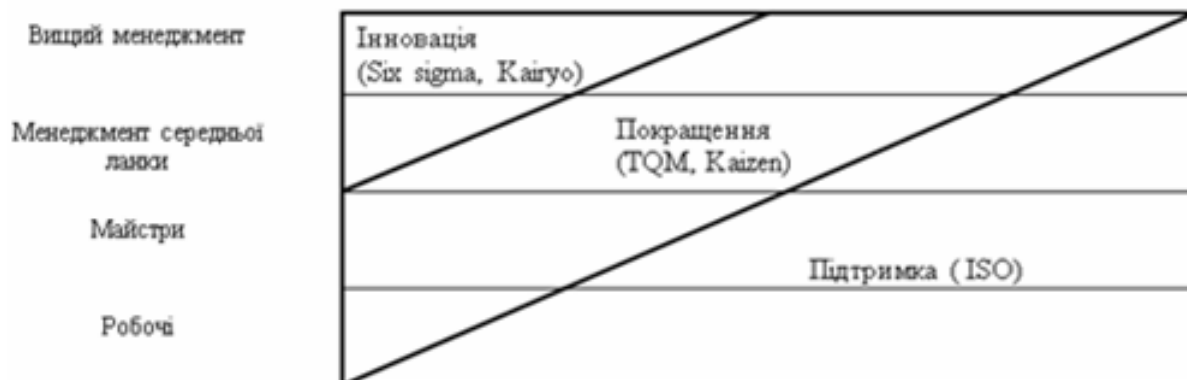 Вищий менеджмент
Інновація
(Six sigma, Kairyo)
Менеджмент середньої
ланки
Покращення
(TQM, Kaizen)
Майстри
Підтримка ( ISO)
Робочі